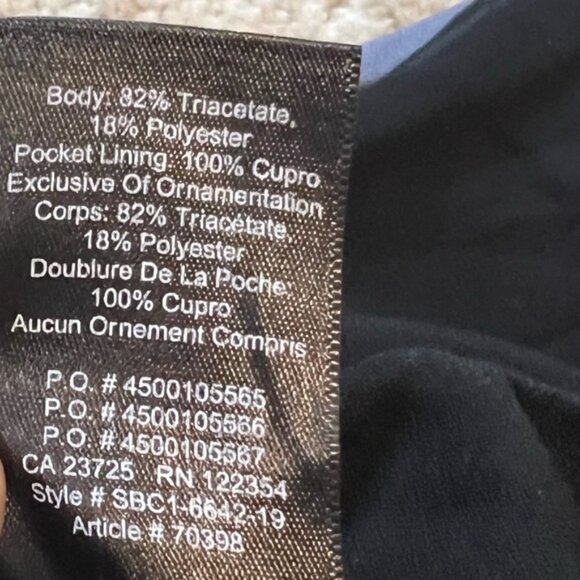 Body: 82% Triacetate,
18% Polyester
Pocket Lining: 100% Cupro
Exclusive Of Ornamentation
Corps: 82% Triacétate,
18% Polyester
Doublure De La Poche:
100% Cupro
Aucun Ornement Compris
P.O. # 4500105565
P.O. # 4500105566
P.O. # 4500105567
CA 23725 RN 122354
Style # SBC1-6642-19
Article # 70398